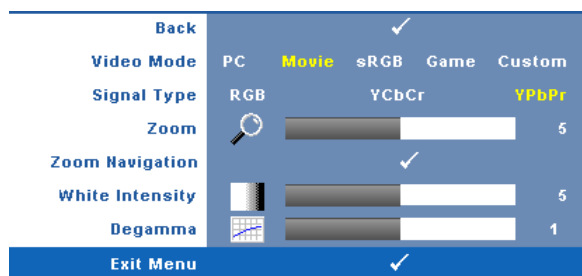 Back
Video Mode PC Movie sRGB Game Custom
Signal Type RGB YCbCr YPbPr
Zoom 5
Zoom Navigation
White Intensity 5
Degamma 1
Exit Menu